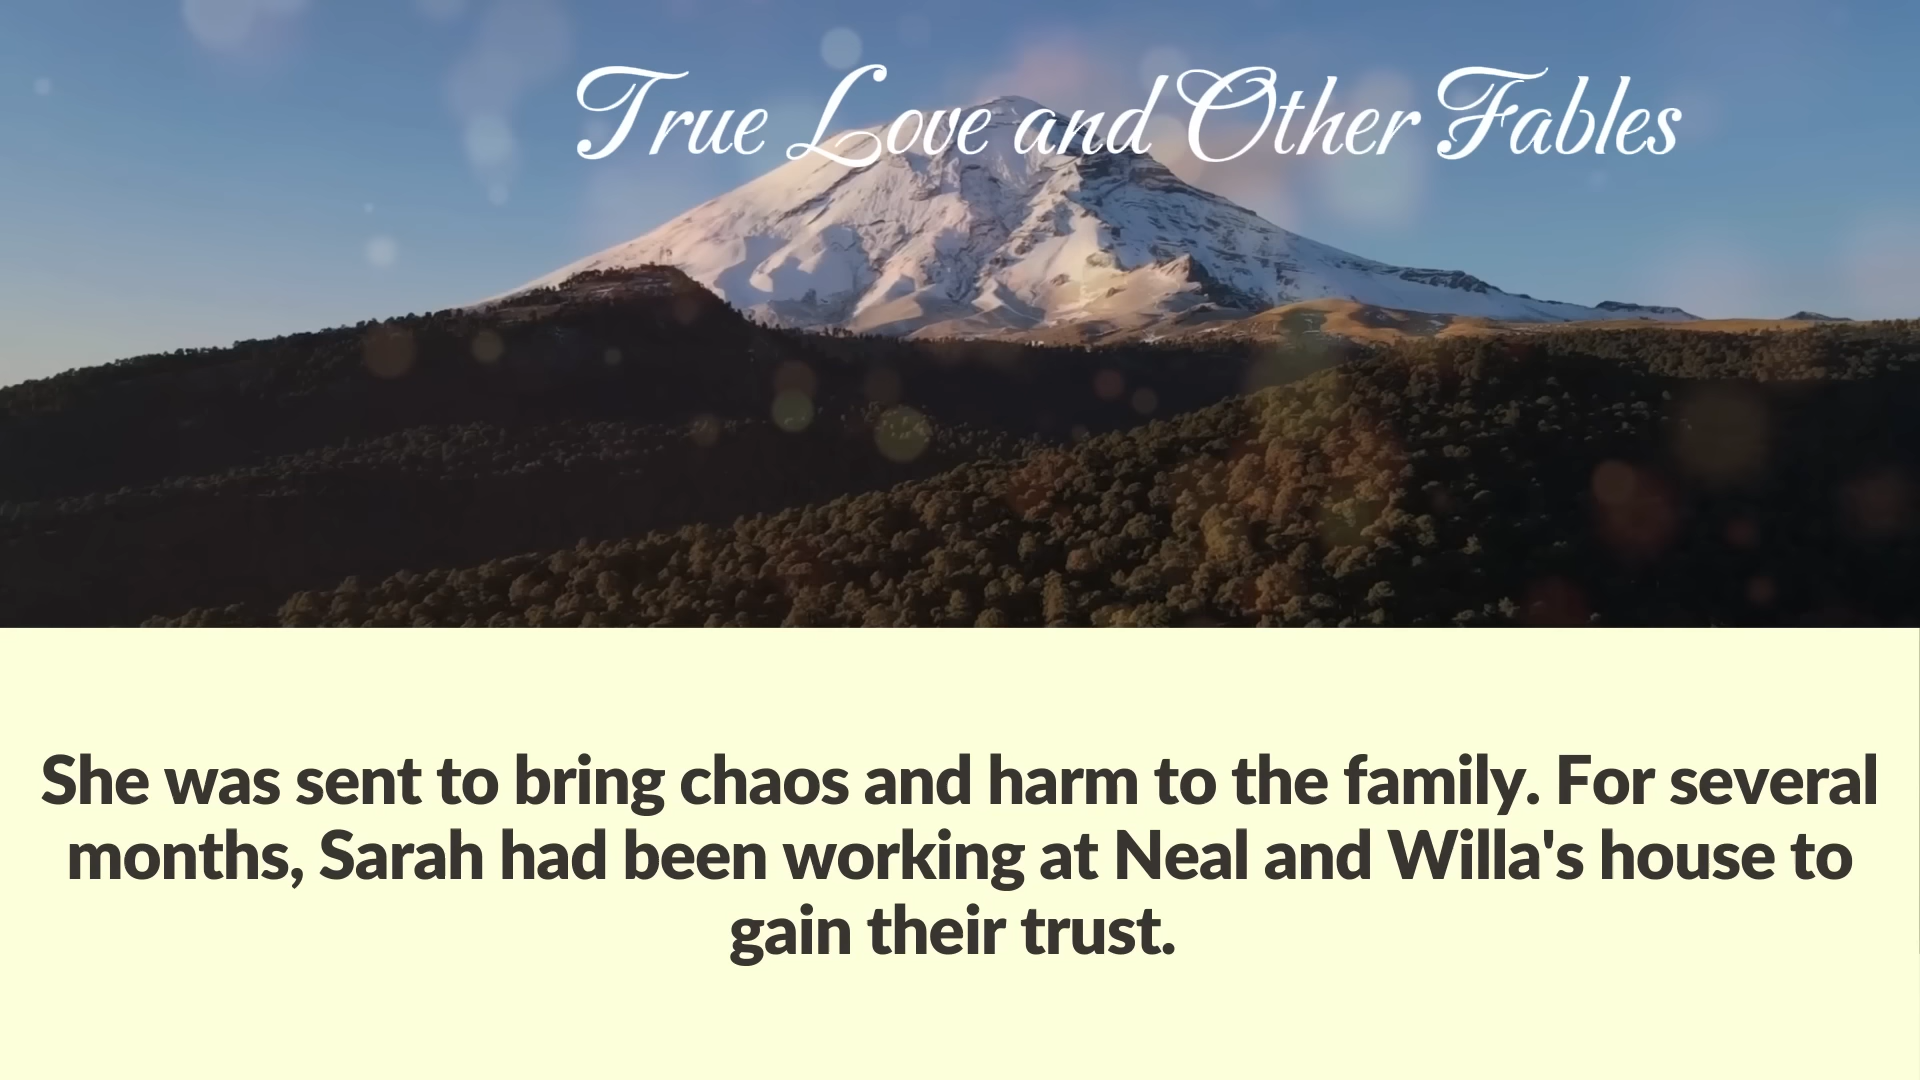 True Love and Other Fables
She was sent to bring chaos and harm to the family. For several
months, Sarah had been working at Neal and Willa's house to
gain their trust.